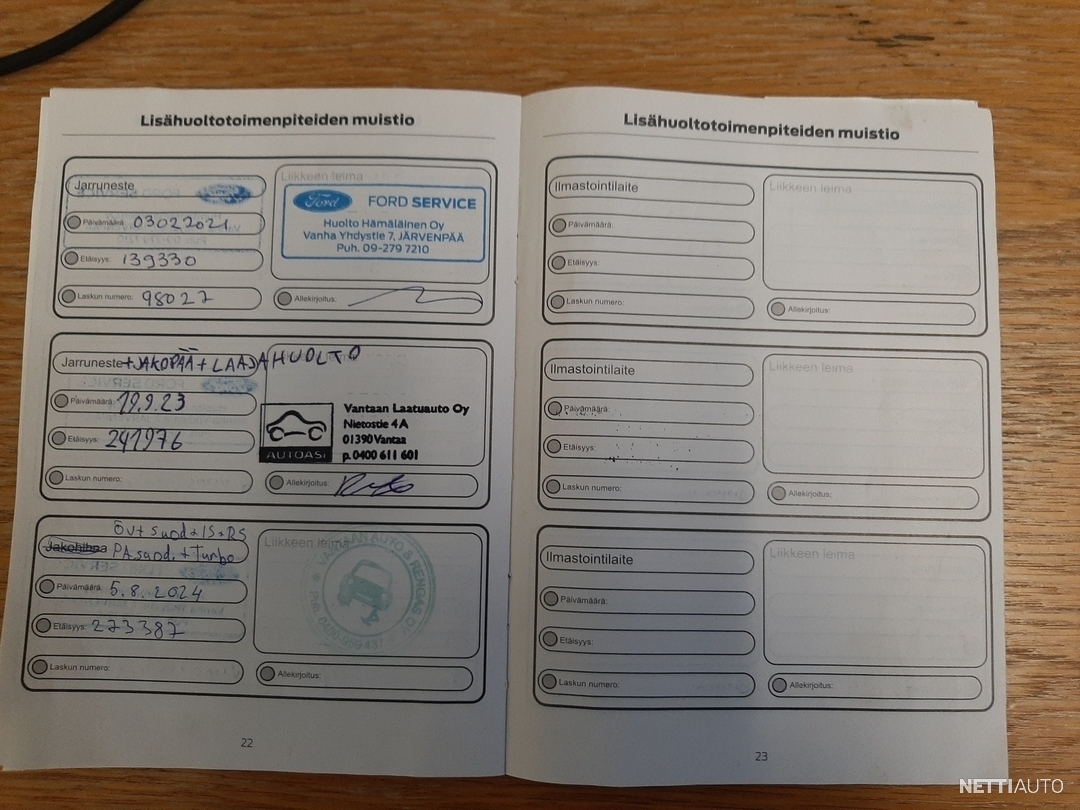 Lisähuoltotoimenpiteiden muistio
Jarruneste
Päivämäärä: 03022021
Etäisyys: 139330
Laskun numero: 98027
Liikkeen leima
Ford FORD SERVICE
Huolto Hämäläinen Oy
Vanha Yhdystie 7, JÄRVENPÄÄ
Puh. 09-279 7210
Allekirjoitus:
Jarruneste + JAKOPÄÄ + LAAJAHUOLTO
Päivämäärä: 19.9.23
Etäisyys: 241976
Laskun numero:
AUTOASI
Vantaan Laatuauto Oy
Nietostie 4 A
01390 Vantaa
p. 0400 611 601
Allekirjoitus:
öv+ suod + IS+RS
Jakohihna PA suod. + Turbo
Päivämäärä: 5.8.2024
Etäisyys: 273387
Laskun numero:
Liikkeen leima
AUTO & RENGAS OY
Allekirjoitus:
22
Lisähuoltotoimenpiteiden muistio
Ilmastointilaite
Päivämäärä:
Etäisyys:
Laskun numero:
Liikkeen leima
Allekirjoitus:
Ilmastointilaite
Päivämäärä:
Etäisyys:
Laskun numero:
Liikkeen leima
Allekirjoitus:
Ilmastointilaite
Päivämäärä:
Etäisyys:
Laskun numero:
Liikkeen leima
Allekirjoitus:
23
NETTIAUTO